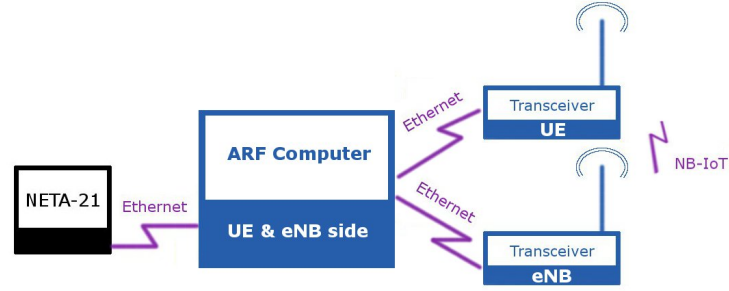 NETA-21
Ethernet
ARF Computer
UE & eNB side
Ethernet
Transceiver
UE
Ethernet
Transceiver
eNB
NB-IoT